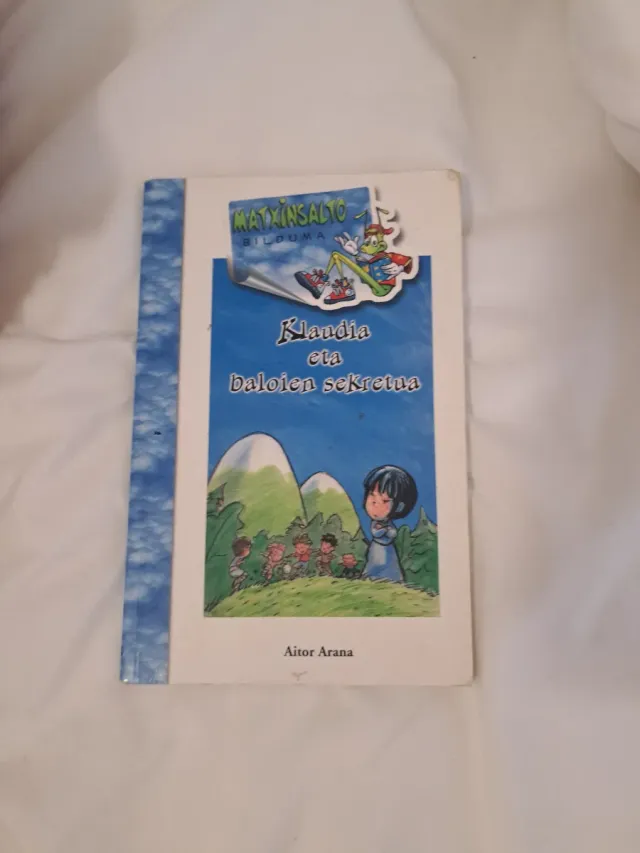 MATXINSALTO
BILDUMA
Klaudia
eta
baloien sekretua
Aitor Arana